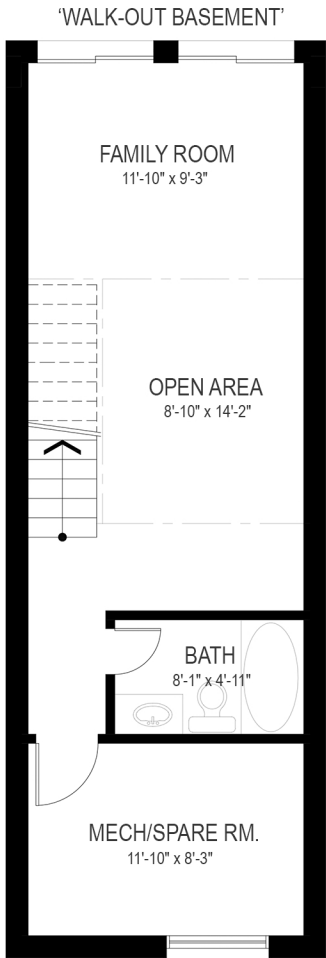 'WALK-OUT BASEMENT'
FAMILY ROOM
11'-10" x 9'-3"
OPEN AREA
8'-10" x 14'-2"
BATH
8'-1" x 4'-11"
MECH/SPARE RM.
11'-10" x 8'-3"